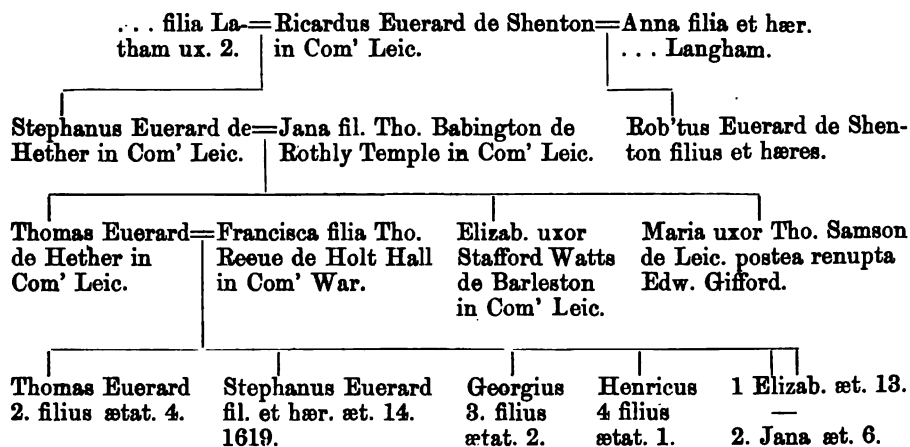 . . . filia La-=Ricardus Euerard de Shenton=Anna filia et hær.
tham ux. 2. in Com' Leic. . . . Langham.
Stephanus Euerard de=Jana fil. Tho. Babington de Rob'tus Euerard de Shen-
Hether in Com' Leic. Rothly Temple in Com' Leic. ton filius et hæres.
Thomas Euerard=Francisca filia Tho. Elizab. uxor Maria uxor Tho. Samson
de Hether in Reeue de Holt Hall Stafford Watts de Leic. postea renupta
Com' Leic. in Com' War. de Barleston Edw. Gifford.
in Com' Leic.
Thomas Euerard Stephanus Euerard Georgius Henricus 1 Elizab. æt. 13.
2. filius ætat. 4. fil. et hær. æt. 14. 3. filius 4 filius —
1619. ætat. 2. ætat. 1. 2. Jana æt. 6.